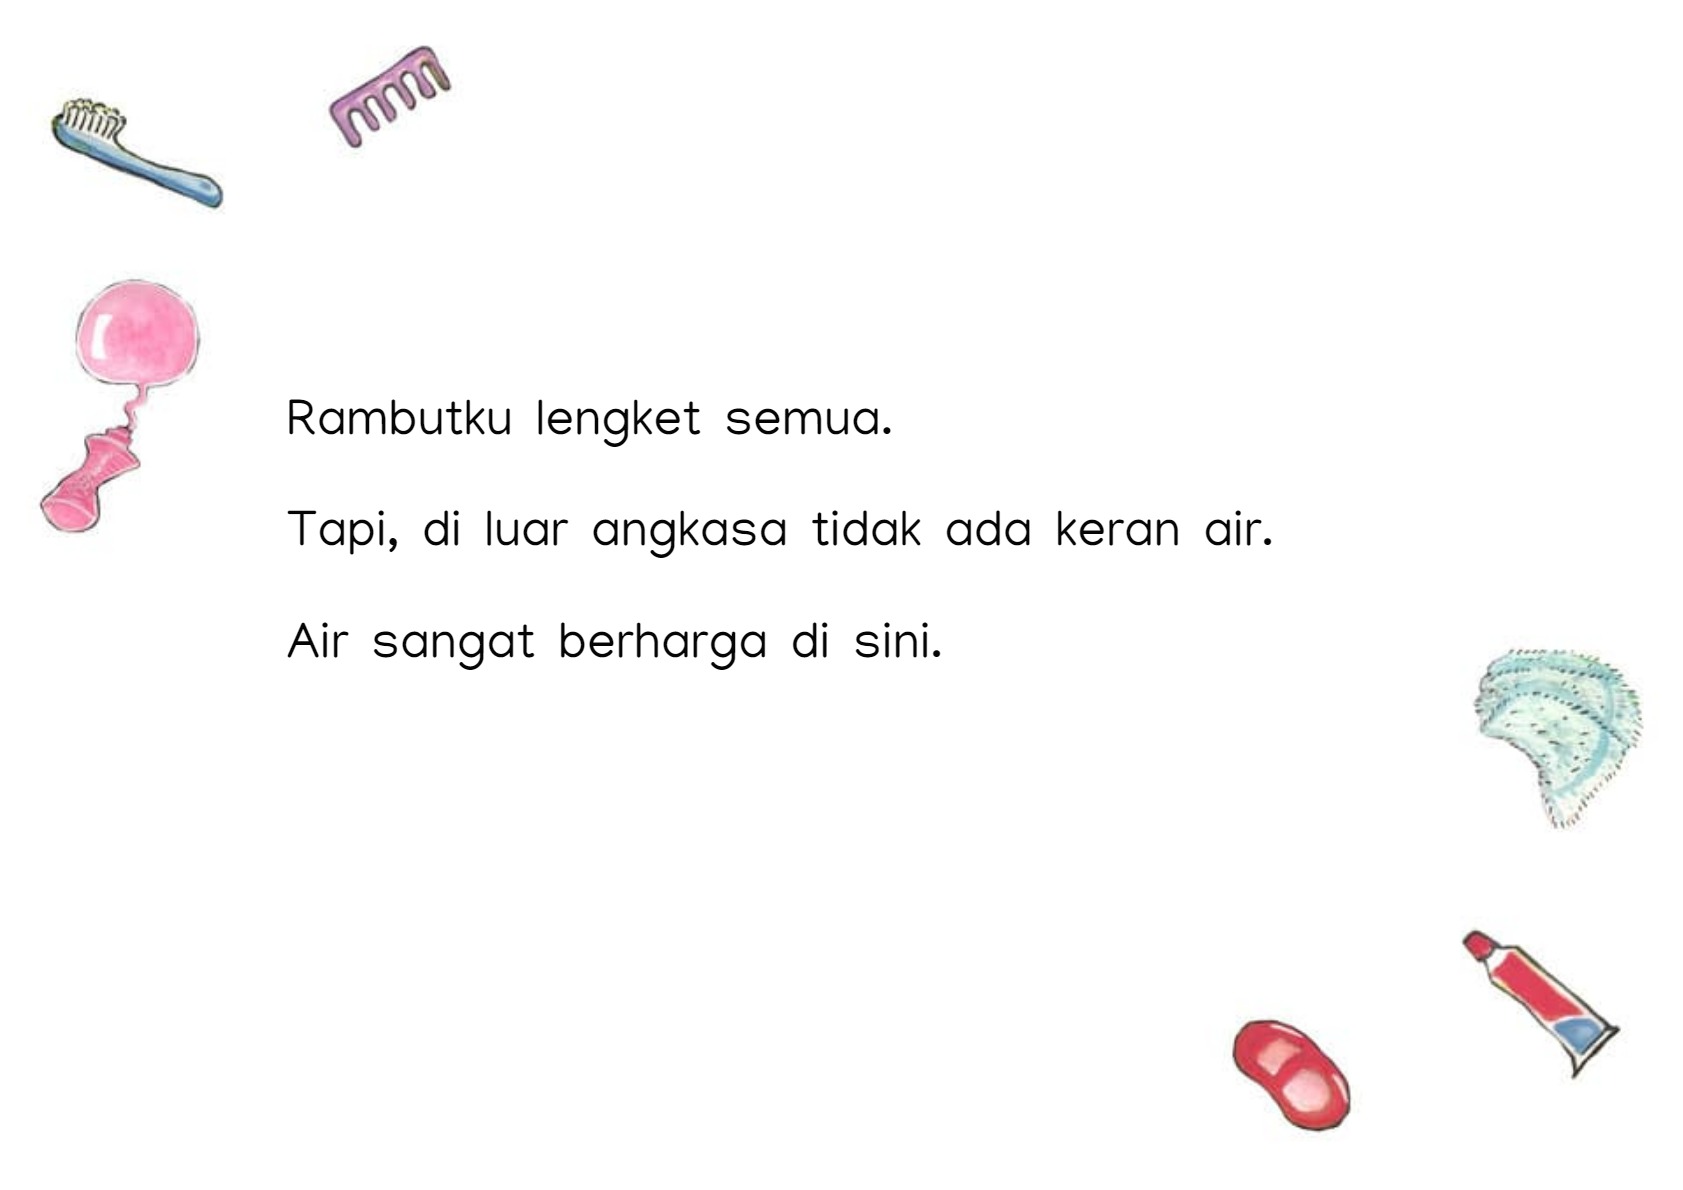 Rambutku lengket semua.
Tapi, di luar angkasa tidak ada keran air.
Air sangat berharga di sini.